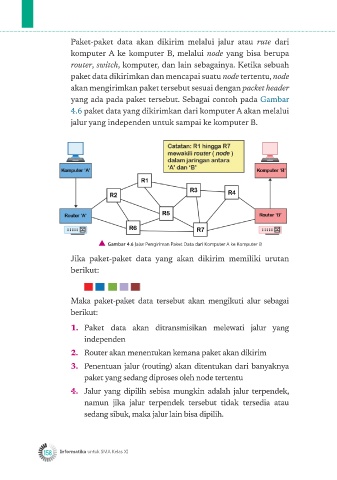 Paket-paket data akan dikirim melalui jalur atau rute dari
komputer A ke komputer B, melalui node yang bisa berupa
router, switch, komputer, dan lain sebagainya. Ketika sebuah
paket data dikirimkan dan mencapai suatu node tertentu, node
akan mengirimkan paket tersebut sesuai dengan packet header
yang ada pada paket tersebut. Sebagai contoh pada Gambar
4.6 paket data yang dikirimkan dari komputer A akan melalui
jalur yang independen untuk sampai ke komputer B.
Catatan: R1 hingga R7
mewakili router ( node )
dalam jaringan antara
'A' dan 'B'
Komputer 'A'
Komputer 'B'
R1
R2
R3
R4
Router 'A'
R5
R6
R7
Gambar 4.6 Jalur Pengiriman Paket Data dari Komputer A ke Komputer B
Jika paket-paket data yang akan dikirim memiliki urutan
berikut:
Maka paket-paket data tersebut akan mengikuti alur sebagai
berikut:
1. Paket data akan ditransmisikan melewati jalur yang
independen
2. Router akan menentukan kemana paket akan dikirim
3. Penentuan jalur (routing) akan ditentukan dari banyaknya
paket yang sedang diproses oleh node tertentu
4. Jalur yang dipilih sebisa mungkin adalah jalur terpendek,
namun jika jalur terpendek tersebut tidak tersedia atau
sedang sibuk, maka jalur lain bisa dipilih.
158 Informatika untuk SMA Kelas XI